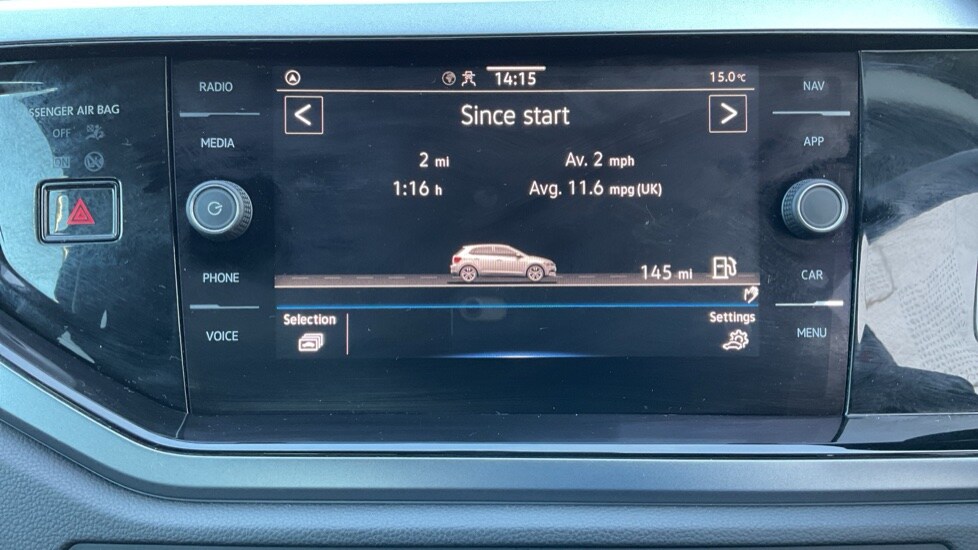 14:15
15.0°C
RADIO
NAV
SSENGER AIR BAG
OFF
ON
< Since start >
MEDIA
APP
2 mi Av. 2 mph
1:16 h Avg. 11.6 mpg (UK)
PHONE
145 mi
CAR
Selection
Settings
VOICE
MENU